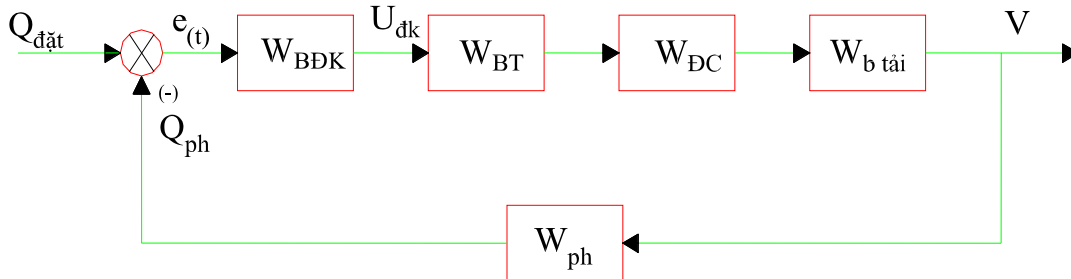 Qđặt
e(t)
WBĐK
Uđk
WBT
WĐC
Wb tải
V
(-)
Qph
Wph